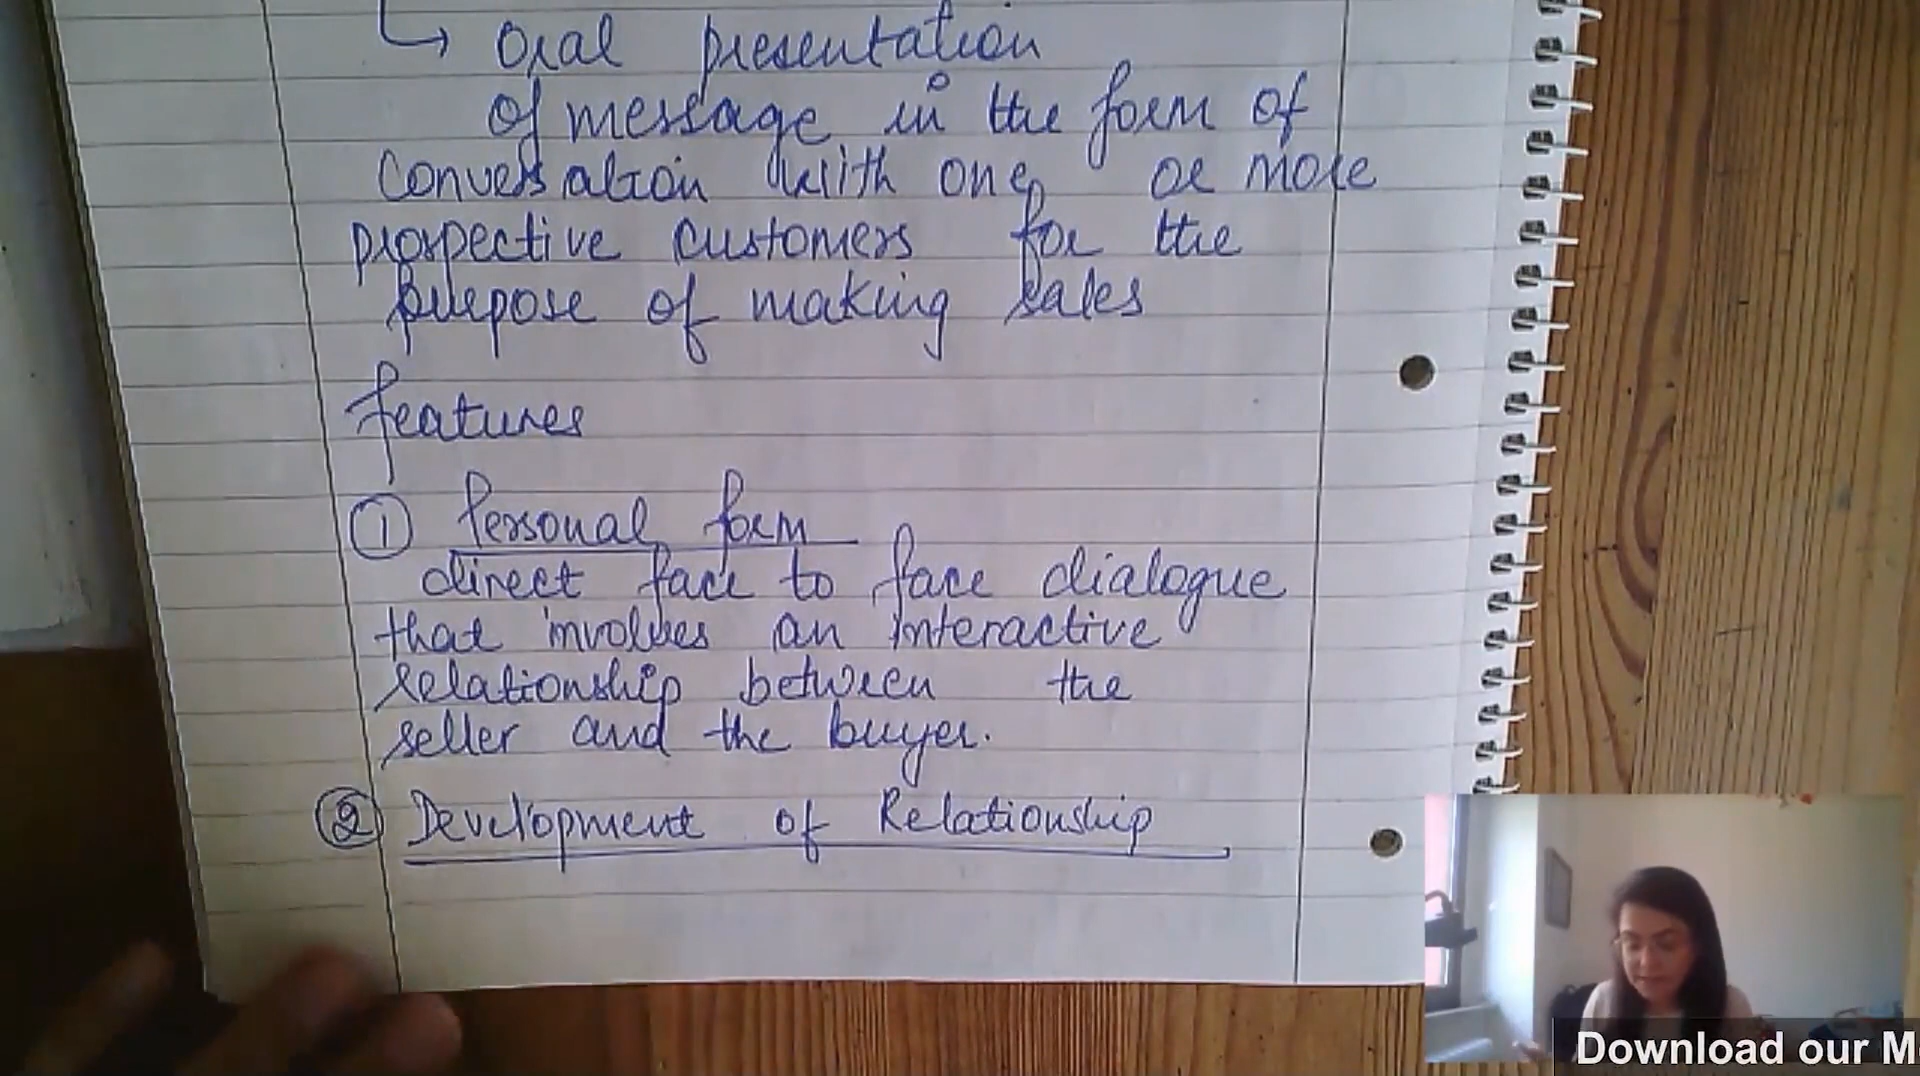 ↳ Oral presentation
of message in the form of
conversation with one or more
prospective customers for the
purpose of making sales
features
① Personal form
direct face to face dialogue
that involves an interactive
relationship between the
seller and the buyer.
② Development of Relationship
Download our M